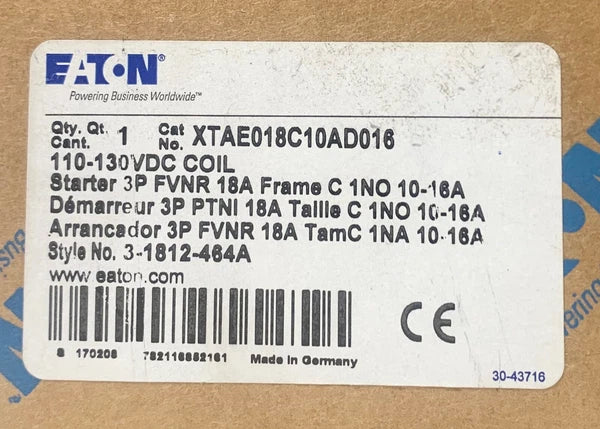 EATON®
Powering Business Worldwide™
Qty. Qt. Cant. 1 Cat No. XTAE018C10AD016
110-130VDC COIL
Starter 3P FVNR 18A Frame C 1NO 10-16A
Démarreur 3P PTNI 18A Taille C 1NO 10-16A
Arrancador 3P FVNR 18A TamC 1NA 10-16A
Style No. 3-1812-464A
www.eaton.com
CE
S 170208 782116882161 Made in Germany
30-43716